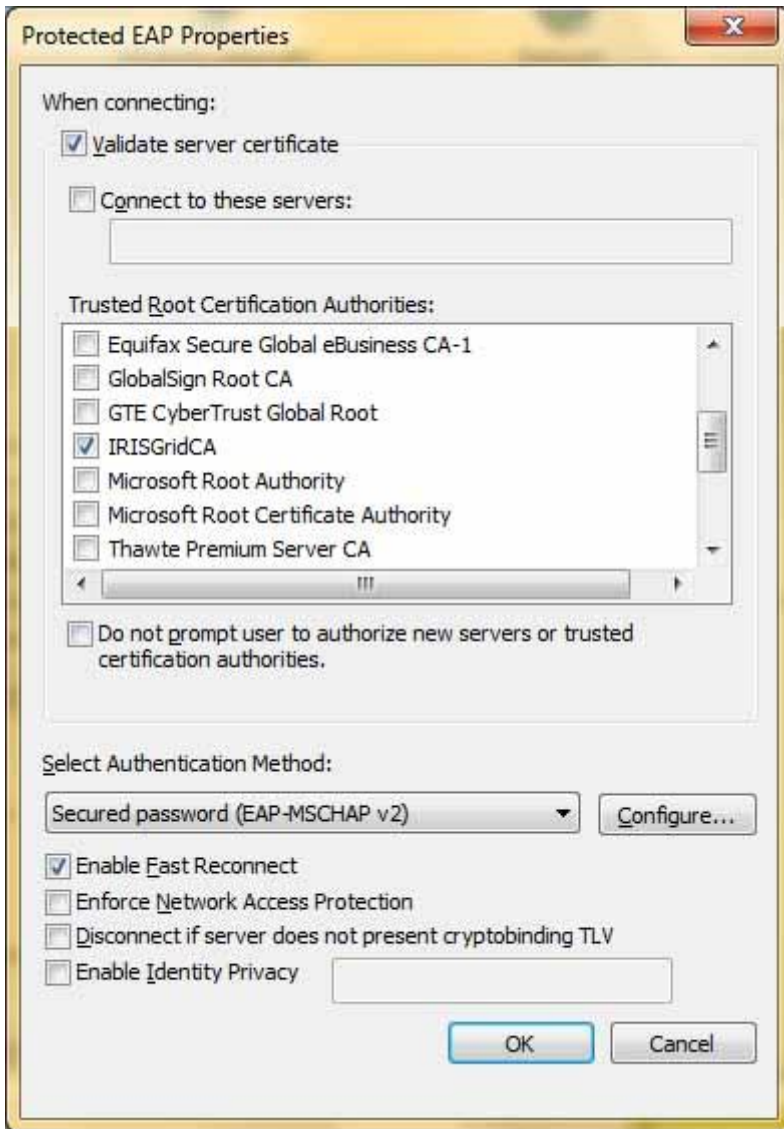 Protected EAP Properties
When connecting:
Validate server certificate
Connect to these servers:
Trusted Root Certification Authorities:
Equifax Secure Global eBusiness CA-1
GlobalSign Root CA
GTE CyberTrust Global Root
IRISGridCA
Microsoft Root Authority
Microsoft Root Certificate Authority
Thawte Premium Server CA
Do not prompt user to authorize new servers or trusted
certification authorities.
Select Authentication Method:
Secured password (EAP-MSCHAP v2)
Configure...
Enable Fast Reconnect
Enforce Network Access Protection
Disconnect if server does not present cryptobinding TLV
Enable Identity Privacy
OK
Cancel